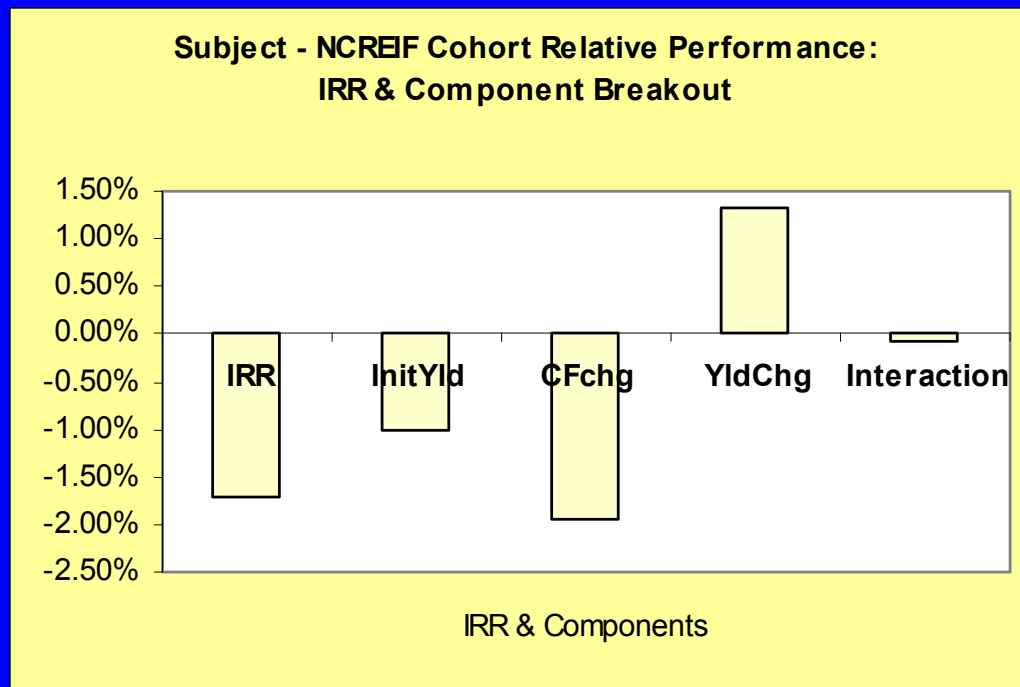 Subject - NCREIF Cohort Relative Performance:
IRR & Component Breakout
1.50%
1.00%
0.50%
0.00%
-0.50%
-1.00%
-1.50%
-2.00%
-2.50%
IRR InitYld CFchg YldChg Interaction
IRR & Components